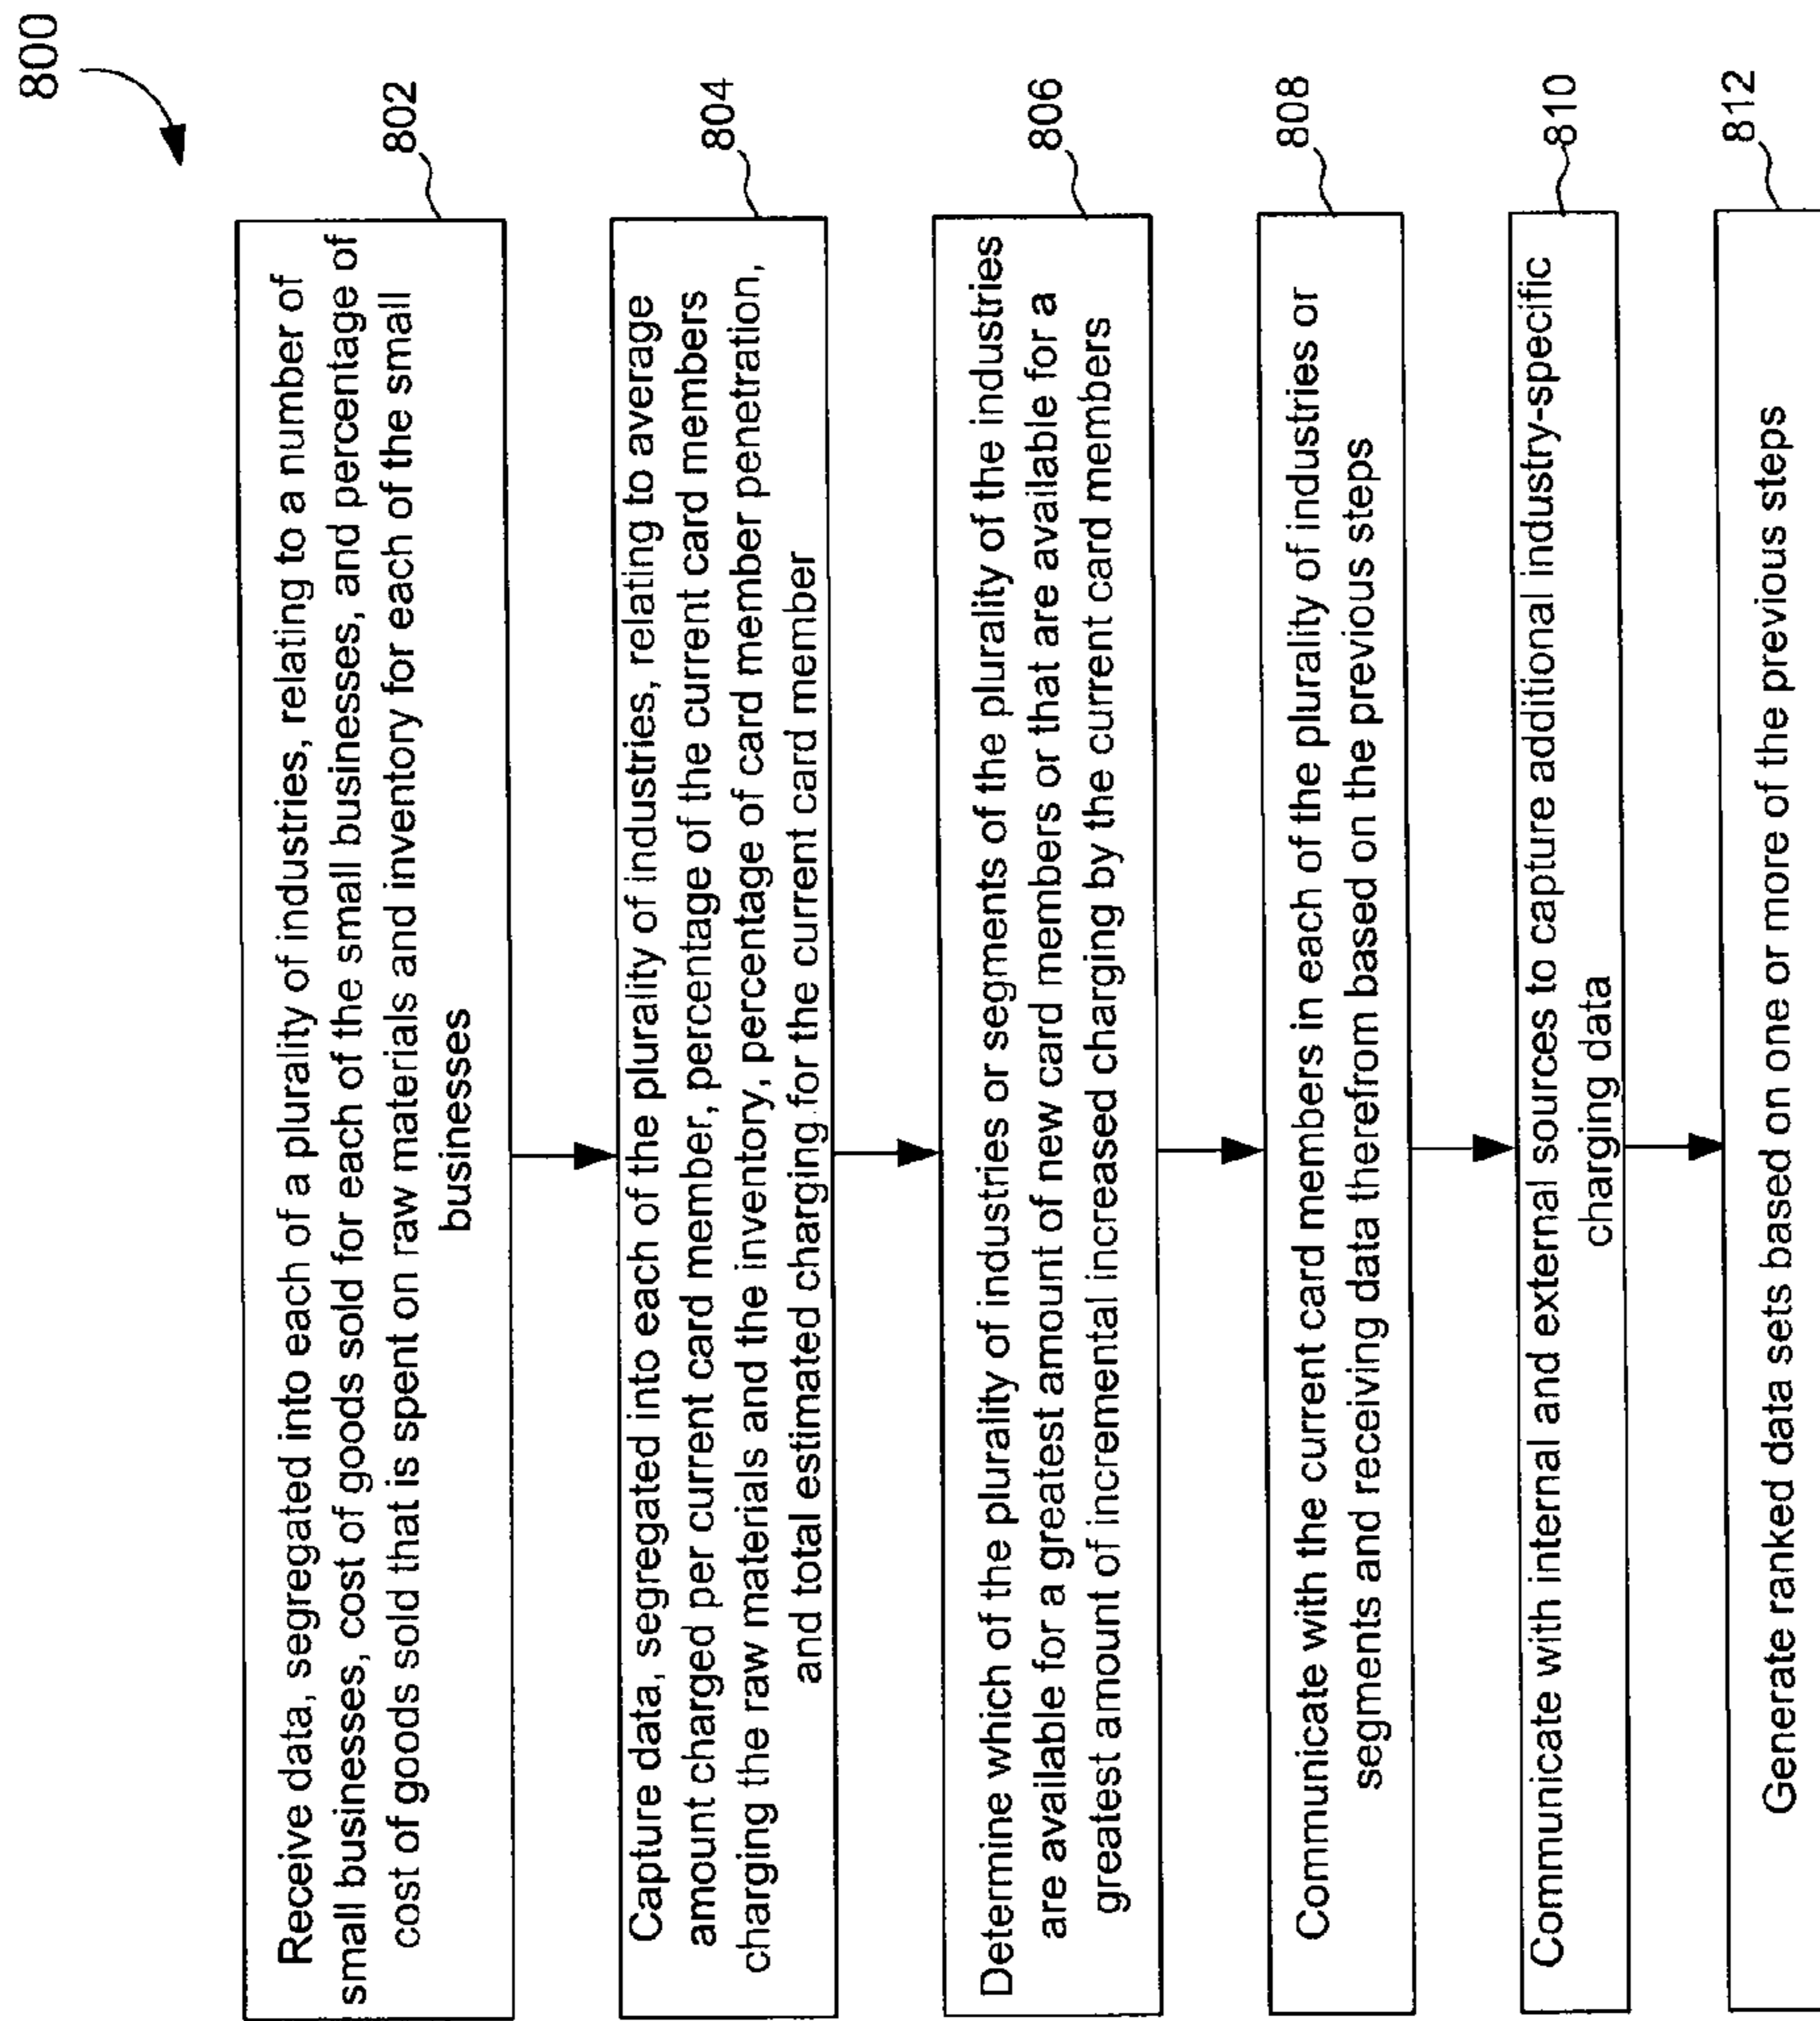 800
Receive data, segregated into each of a plurality of industries, relating to a number of
small businesses, cost of goods sold for each of the small businesses, and percentage of
cost of goods sold that is spent on raw materials and inventory for each of the small
businesses
802
Capture data, segregated into each of the plurality of industries, relating to average
amount charged per current card member, percentage of the current card members
charging the raw materials and the inventory, percentage of card member penetration,
and total estimated charging for the current card member
804
Determine which of the plurality of industries or segments of the plurality of the industries
are available for a greatest amount of new card members or that are available for a
greatest amount of incremental increased charging by the current card members
806
Communicate with the current card members in each of the plurality of industries or
segments and receiving data therefrom based on the previous steps
808
Communicate with internal and external sources to capture additional industry-specific
charging data
810
Generate ranked data sets based on one or more of the previous steps
812